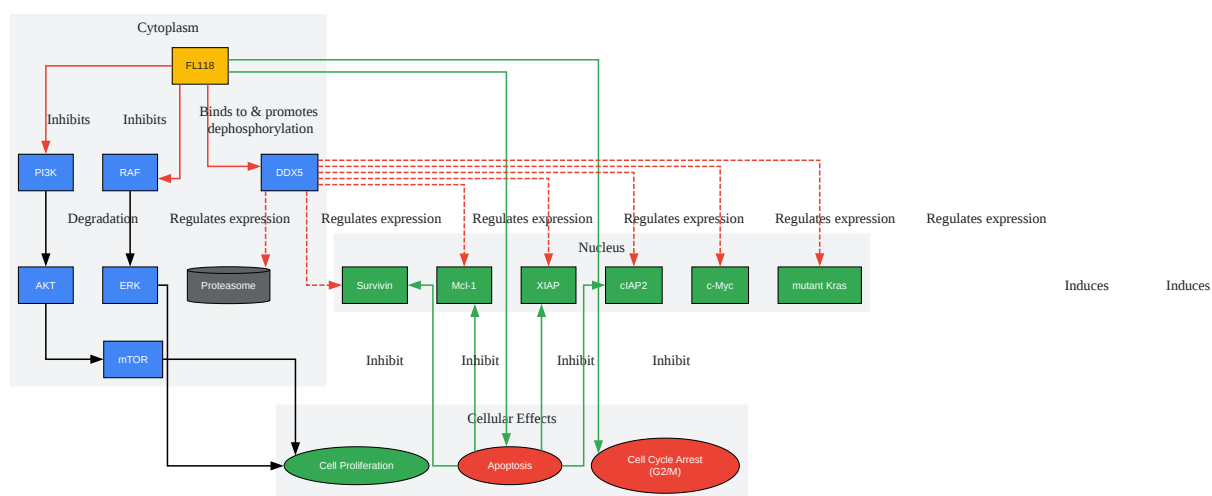 Cytoplasm
FL118
Inhibits
Inhibits
Binds to & promotes
dephosphorylation
PI3K
RAF
DDX5
Degradation
Regulates expression
Regulates expression
Regulates expression
Regulates expression
Regulates expression
Regulates expression
Nucleus
AKT
ERK
Proteasome
Survivin
Mcl-1
XIAP
cIAP2
c-Myc
mutant Kras
Induces
Induces
mTOR
Inhibit
Inhibit
Inhibit
Inhibit
Cellular Effects
Cell Proliferation
Apoptosis
Cell Cycle Arrest
(G2/M)